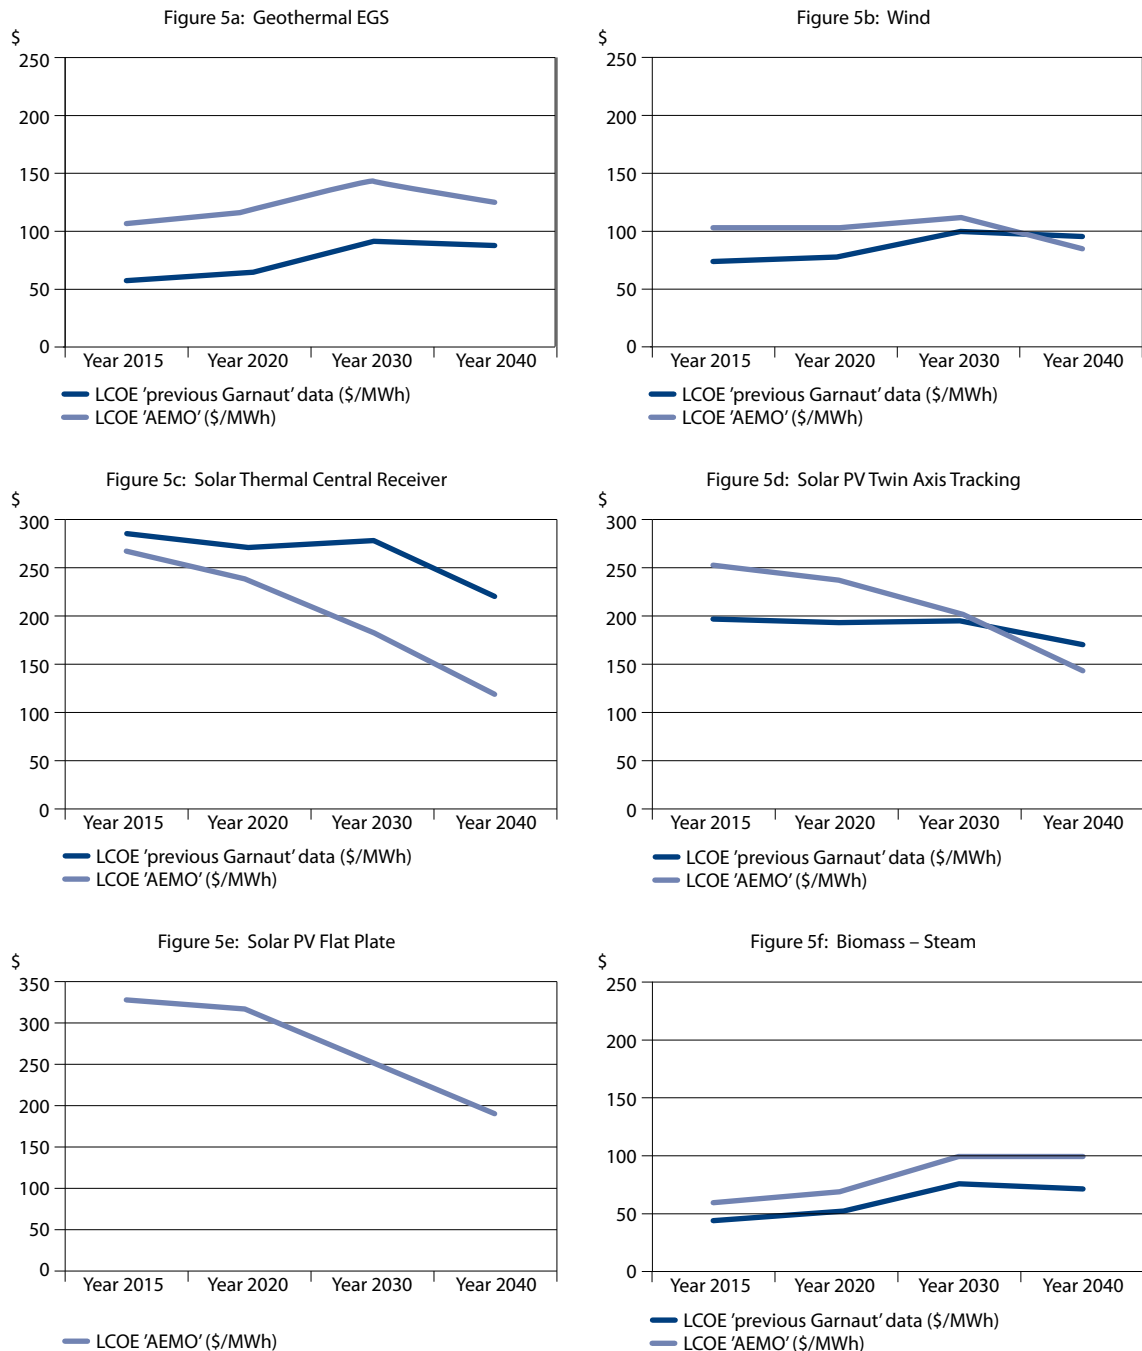 Figure 5a: Geothermal EGS
$
250
200
150
100
50
0
Year 2015 Year 2020 Year 2030 Year 2040
LCOE 'previous Garnaut' data ($/MWh)
LCOE 'AEMO' ($/MWh)
Figure 5b: Wind
$
250
200
150
100
50
0
Year 2015 Year 2020 Year 2030 Year 2040
LCOE 'previous Garnaut' data ($/MWh)
LCOE 'AEMO' ($/MWh)
Figure 5c: Solar Thermal Central Receiver
$
300
250
200
150
100
50
0
Year 2015 Year 2020 Year 2030 Year 2040
LCOE 'previous Garnaut' data ($/MWh)
LCOE 'AEMO' ($/MWh)
Figure 5d: Solar PV Twin Axis Tracking
$
300
250
200
150
100
50
0
Year 2015 Year 2020 Year 2030 Year 2040
LCOE 'previous Garnaut' data ($/MWh)
LCOE 'AEMO' ($/MWh)
Figure 5e: Solar PV Flat Plate
$
350
300
250
200
150
100
50
0
Year 2015 Year 2020 Year 2030 Year 2040
LCOE 'AEMO' ($/MWh)
Figure 5f: Biomass – Steam
$
250
200
150
100
50
0
Year 2015 Year 2020 Year 2030 Year 2040
LCOE 'previous Garnaut' data ($/MWh)
LCOE 'AEMO' ($/MWh)